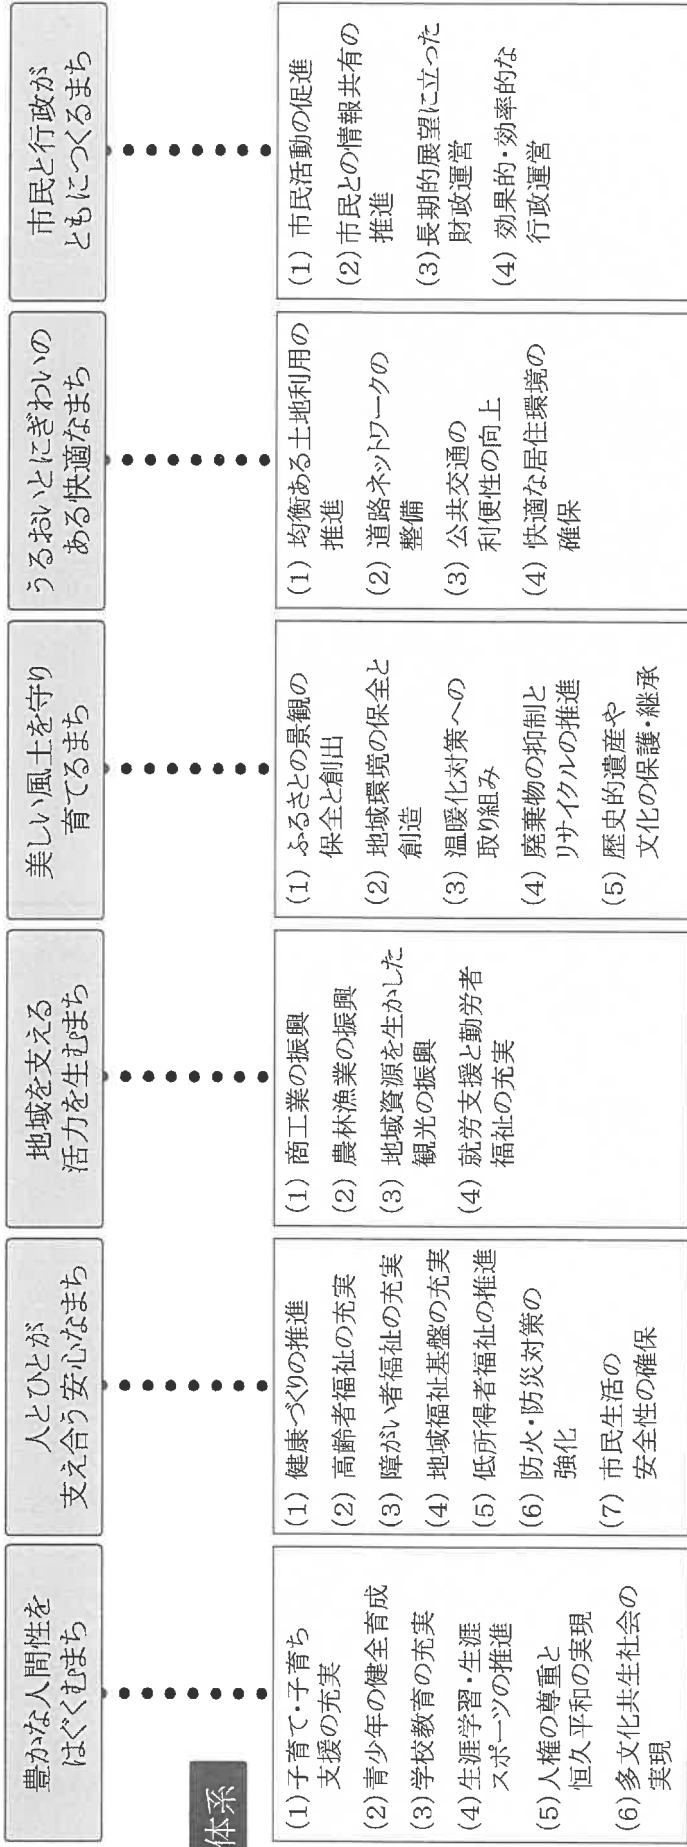 豊かな人間性を
はぐくむまち
人とひとが
支え合う安心なまち
地域を支える
活力を生むまち
美しい風土を守り
育てるまち
うるおいとにぎわいの
ある快適なまち
市民と行政が
ともにつくるまち
体系
(1)子育て・子育ち
支援の充実
(2)青少年の健全育成
(3)学校教育の充実
(4)生涯学習・生涯
スポーツの推進
(5)人権の尊重と
恒久平和の実現
(6)多文化共生社会の
実現
(1) 健康づくりの推進
(2) 高齢者福祉の充実
(3) 障がい者福祉の充実
(4) 地域福祉基盤の充実
(5) 低所得者福祉の推進
(6) 防火・防災対策の
強化
(7) 市民生活の
安全性の確保
(1) 商工業の振興
(2) 農林漁業の振興
(3) 地域資源を生かした
観光の振興
(4) 就労支援と勤労者
福祉の充実
(1) ふるさとの景観の
保全と創出
(2) 地域環境の保全と
創造
(3) 温暖化対策への
取り組み
(4) 廃棄物の抑制と
リサイクルの推進
(5) 歴史的遺産や
文化の保護・継承
(1) 均衡ある土地利用の
推進
(2) 道路ネットワークの
整備
(3) 公共交通の
利便性の向上
(4) 快適な居住環境の
確保
(1) 市民活動の促進
(2)市民との情報共有の
推進
(3)長期的展望に立った
財政運営
(4) 効果的・効率的な
行政運営